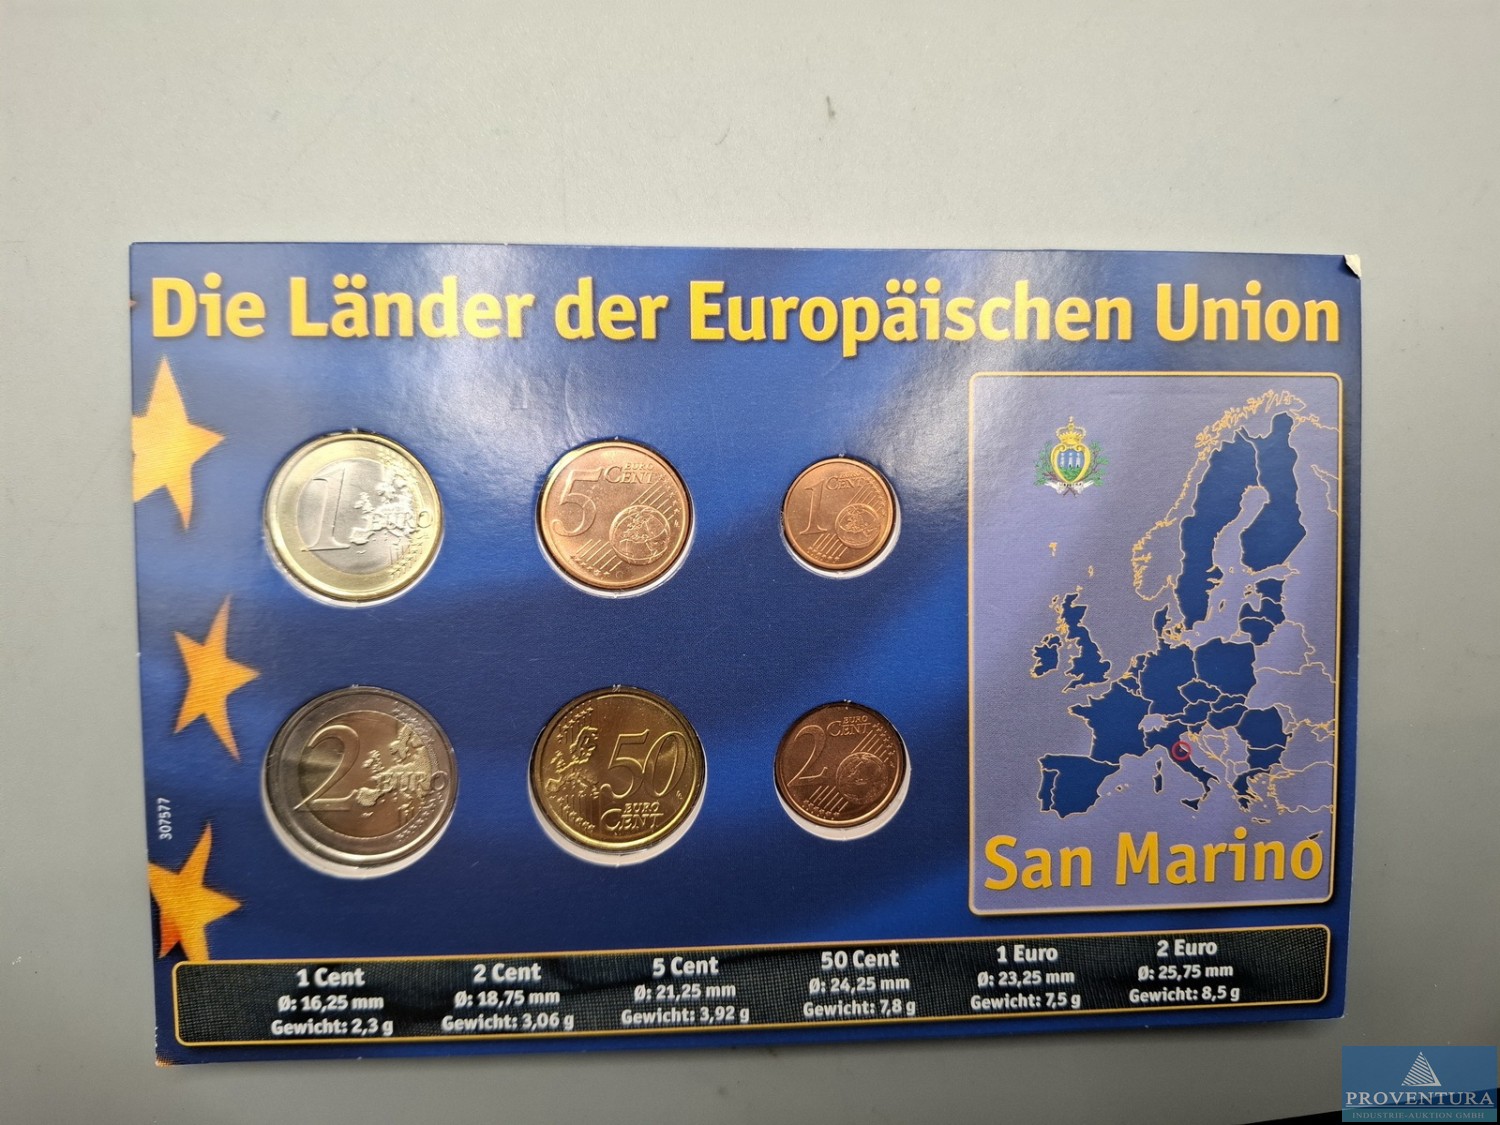 Die Länder der Europäischen Union
1 EURO
5 EURO CENT
1 EURO CENT
2 EURO
50 EURO CENT
2 EURO CENT
307577
San Marino
1 Cent
Ø: 16,25 mm
Gewicht: 2,3 g
2 Cent
Ø: 18,75 mm
Gewicht: 3,06 g
5 Cent
Ø: 21,25 mm
Gewicht: 3,92 g
50 Cent
Ø: 24,25 mm
Gewicht: 7,8 g
1 Euro
Ø: 23,25 mm
Gewicht: 7,5 g
2 Euro
Ø: 25,75 mm
Gewicht: 8,5 g
PROVENTURA
INDUSTRIE-AUKTION GMBH